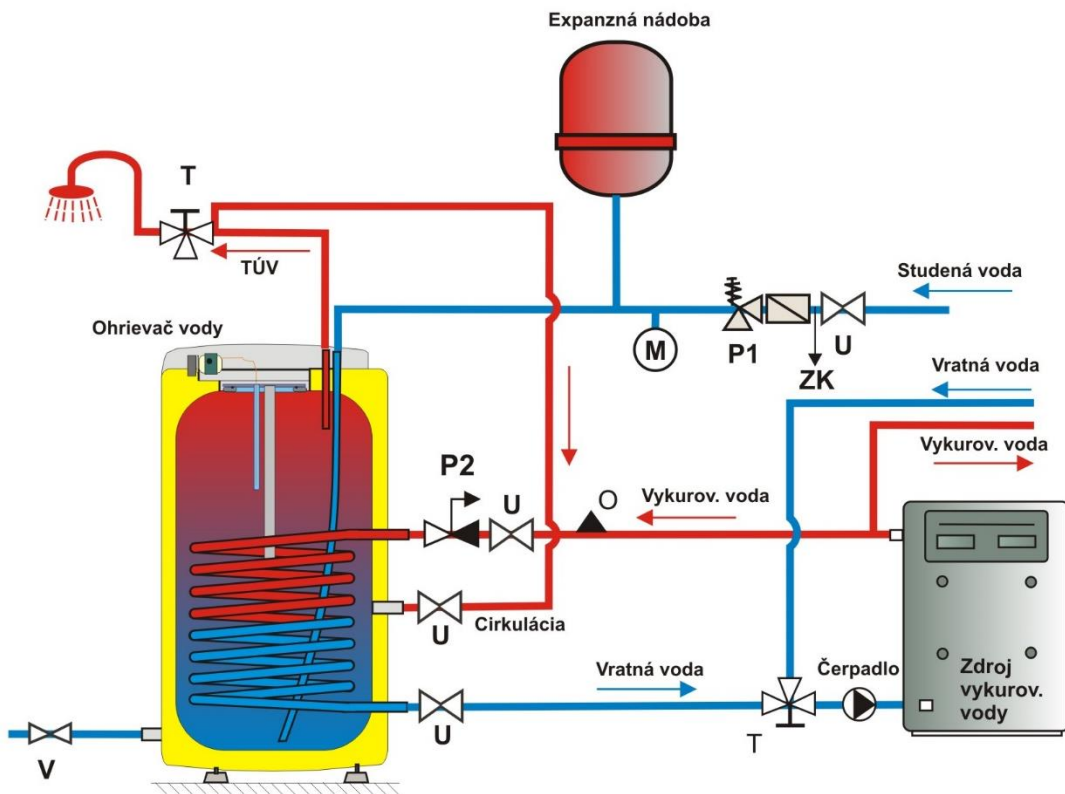 Expanzná nádoba
T
TÚV
Studená voda
Ohrievač vody
M
P1
U
ZK
Vratná voda
Vykurov. voda
P2
U
Vykurov. voda
O
U
Cirkulácia
Vratná voda
Čerpadlo
Zdroj
vykurov.
vody
U
T
V